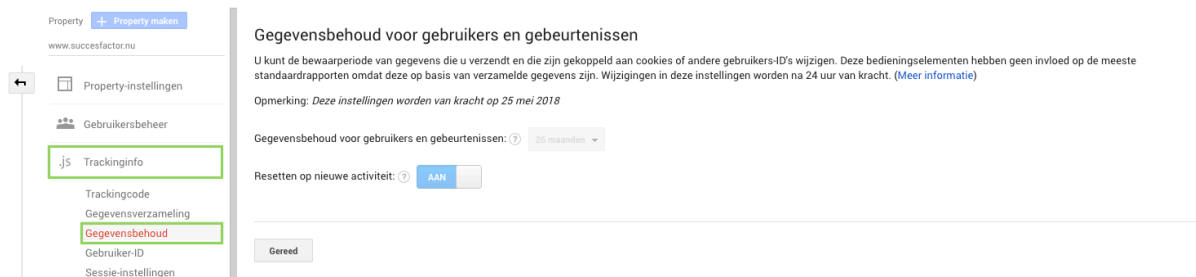 Property + Property maken
www.succesfactor.nu
Property-instellingen
Gebruikersbeheer
.js Trackinginfo
Trackingcode
Gegevensverzameling
Gegevensbehoud
Gebruiker-ID
Sessie-instellingen
Gegevensbehoud voor gebruikers en gebeurtenissen
U kunt de bewaarperiode van gegevens die u verzendt en die zijn gekoppeld aan cookies of andere gebruikers-ID's wijzigen. Deze bedieningselementen hebben geen invloed op de meeste
standaardrapporten omdat deze op basis van verzamelde gegevens zijn. Wijzigingen in deze instellingen worden na 24 uur van kracht. (Meer informatie)
Opmerking: Deze instellingen worden van kracht op 25 mei 2018
Gegevensbehoud voor gebruikers en gebeurtenissen: ? 26 maanden
Resetten op nieuwe activiteit: ? AAN
Gereed